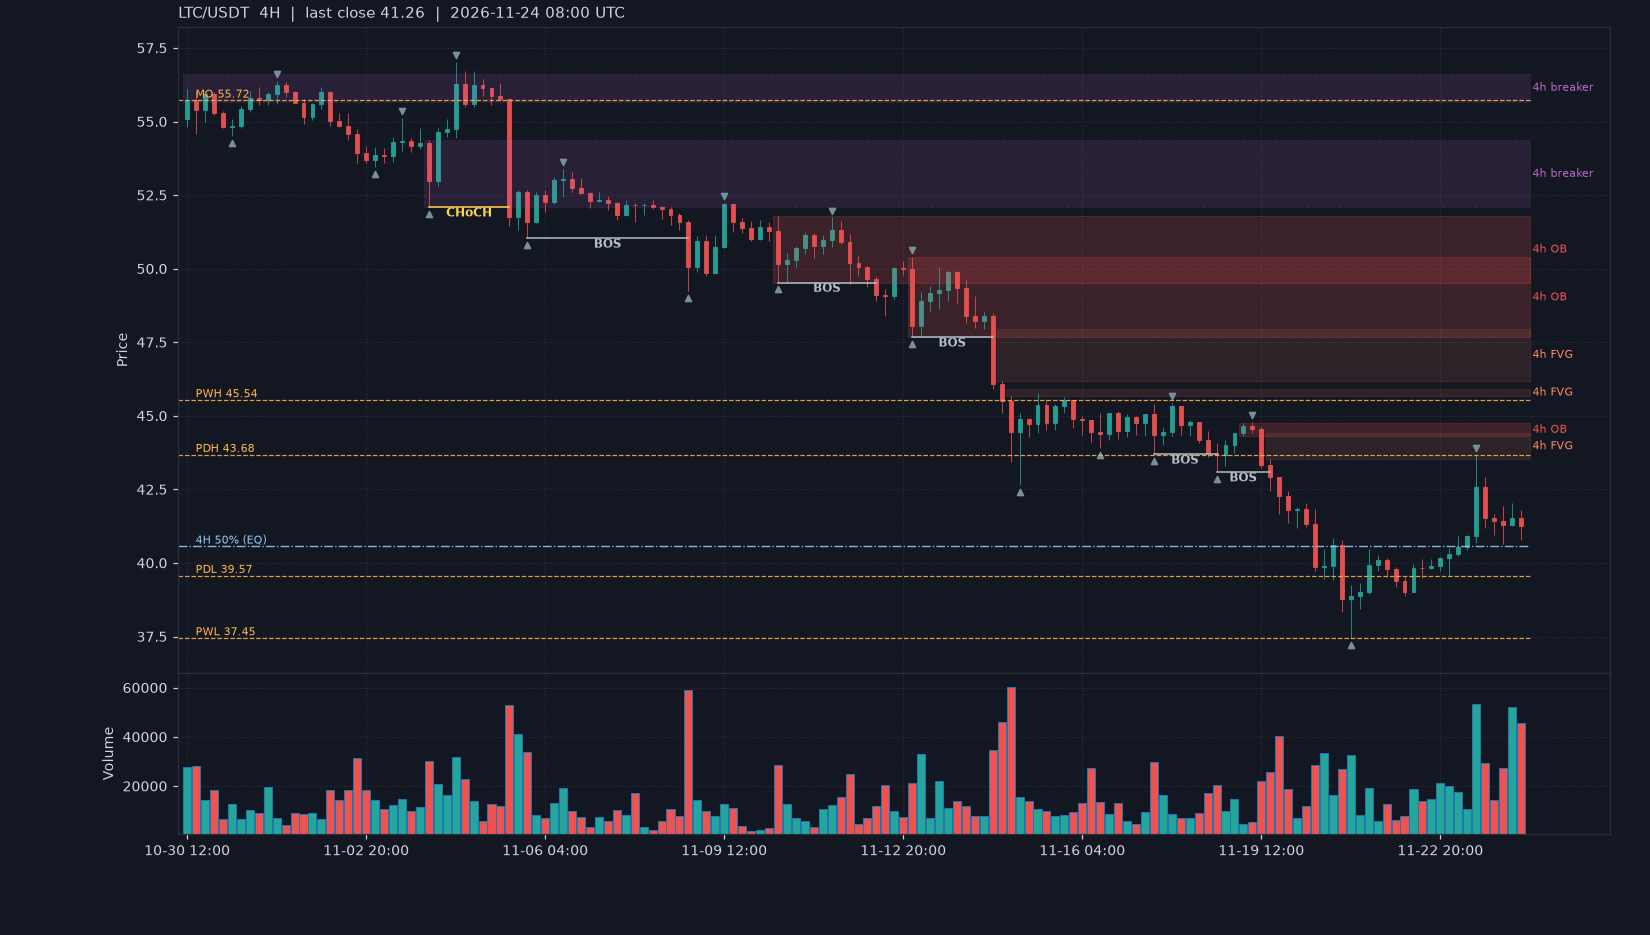 LTC/USDT 4H | last close 41.26 | 2026-11-24 08:00 UTC
Price
57.5
55.0
52.5
50.0
47.5
45.0
42.5
40.0
37.5
MO 55.72
PWH 45.54
PDH 43.68
4H 50% (EQ)
PDL 39.57
PWL 37.45
CHoCH
BOS
BOS
BOS
BOS
BOS
4h breaker
4h breaker
4h OB
4h OB
4h FVG
4h FVG
4h OB
4h FVG
Volume
60000
40000
20000
10-30 12:00
11-02 20:00
11-06 04:00
11-09 12:00
11-12 20:00
11-16 04:00
11-19 12:00
11-22 20:00